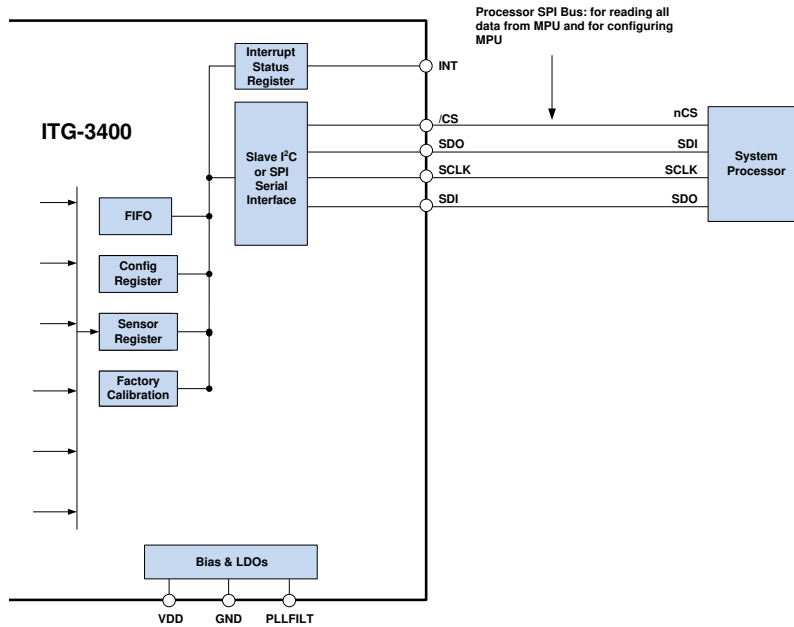 Processor SPI Bus: for reading all
data from MPU and for configuring
MPU
Interrupt
Status
Register
INT
ITG-3400
Slave I²C
or SPI
Serial
Interface
/CS
nCS
SDO
SDI
SCLK
SCLK
SDI
SDO
System
Processor
FIFO
Config
Register
Sensor
Register
Factory
Calibration
Bias & LDOs
VDD
GND
PLLFILT